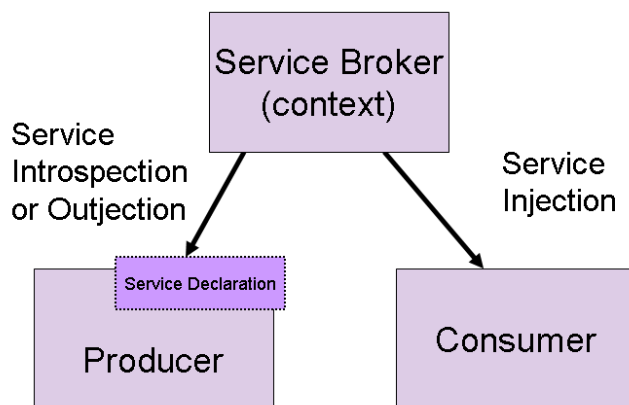 Service Broker
(context)
Service
Introspection
or Outjection
Service
Injection
Service Declaration
Producer
Consumer